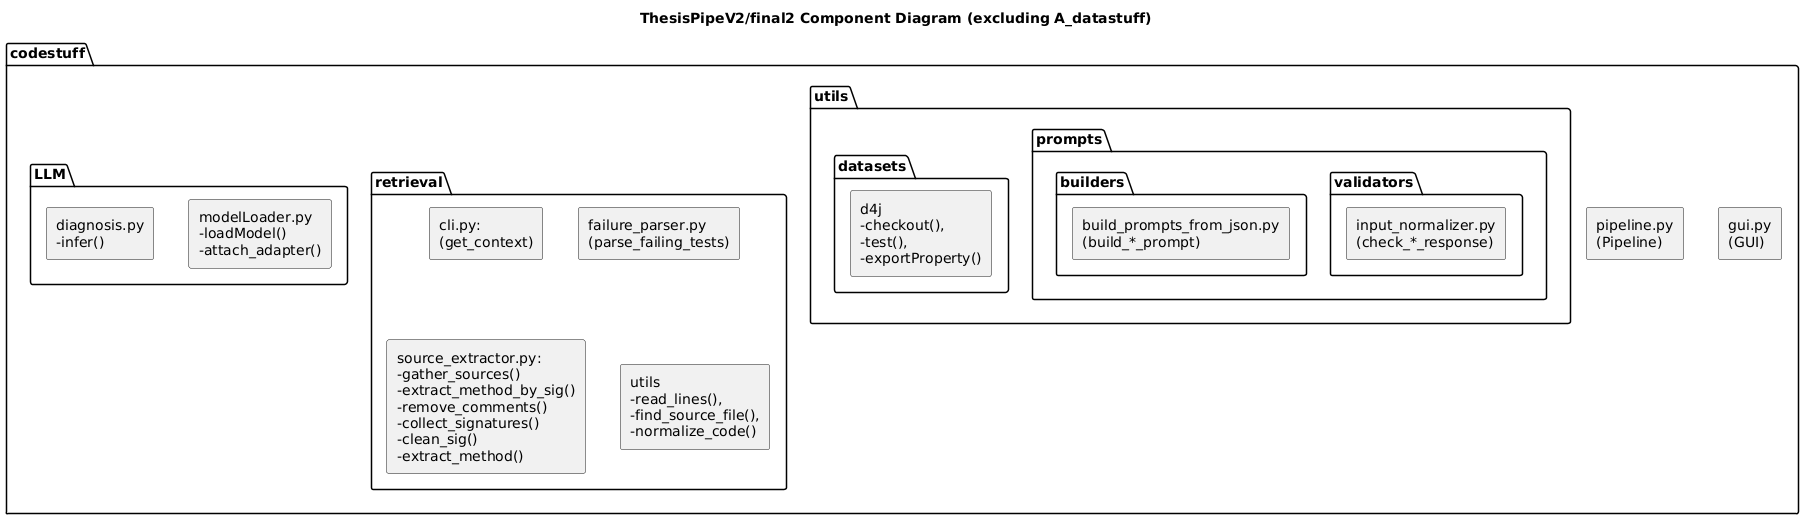 ThesisPipeV2/final2 Component Diagram (excluding A_datastuff)
codestuff
LLM
diagnosis.py
-infer()
modelLoader.py
-loadModel()
-attach_adapter()
retrieval
cli.py:
(get_context)
failure_parser.py
(parse_failing_tests)
source_extractor.py:
-gather_sources()
-extract_method_by_sig()
-remove_comments()
-collect_signatures()
-clean_sig()
-extract_method()
utils
-read_lines(),
-find_source_file(),
-normalize_code()
utils
datasets
d4j
-checkout(),
-test(),
-exportProperty()
prompts
builders
build_prompts_from_json.py
(build_*_prompt)
validators
input_normalizer.py
(check_*_response)
pipeline.py
(Pipeline)
gui.py
(GUI)